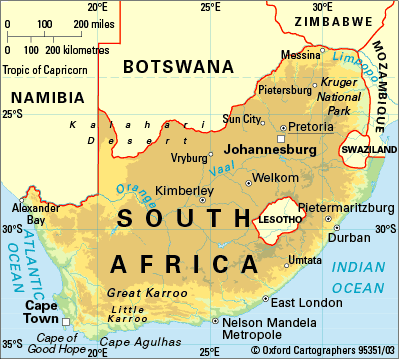 20°E
25°E
30°E
0 100 200 miles
0 100 200 kilometres
ZIMBABWE
Messina
Limpopo
MOZAMBIQUE
Tropic of Capricorn
BOTSWANA
NAMIBIA
Pietersburg
Kruger
National
Park
25°S
25°S
Kalahari
Desert
Sun City
Pretoria
Johannesburg
SWAZILAND
Vryburg
Vaal
Welkom
Orange
Kimberley
Alexander
Bay
LESOTHO
Pietermaritzburg
SOUTH
AFRICA
30°S
30°S
Durban
ATLANTIC
OCEAN
Umtata
INDIAN
OCEAN
Great Karroo
Little
Karroo
East London
Cape
Town
Nelson Mandela
Metropole
Cape of
Good Hope
Cape Agulhas
35°S
20°E
25°E
© Oxford Cartographers 95351/03